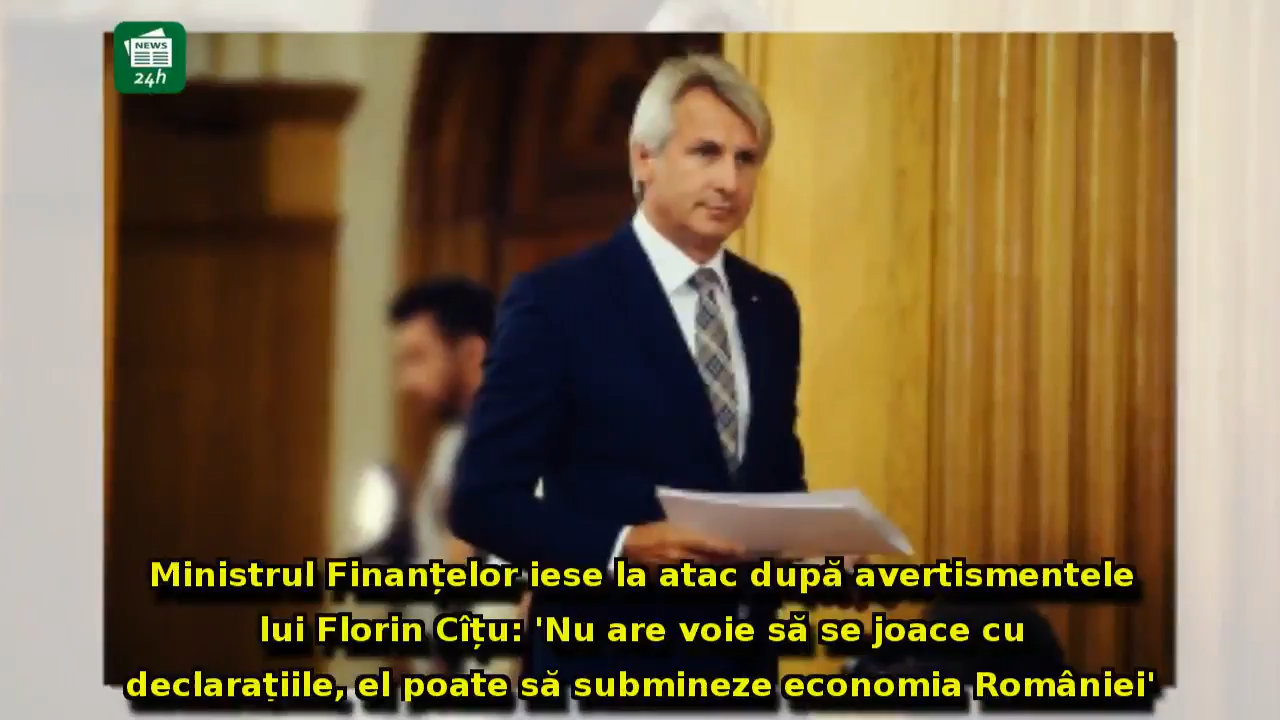 NEWS
24h
Ministrul Finanțelor iese la atac după avertismentele
lui Florin Cîțu: 'Nu are voie să se joace cu
declarațiile, el poate să submineze economia României'